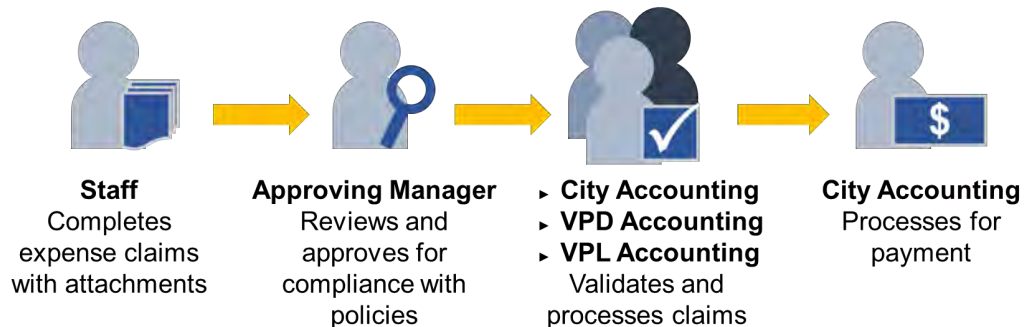 $
Staff
Completes
expense claims
with attachments
Approving Manager
Reviews and
approves for
compliance with
policies
► City Accounting
► VPD Accounting
► VPL Accounting
Validates and
processes claims
City Accounting
Processes for
payment